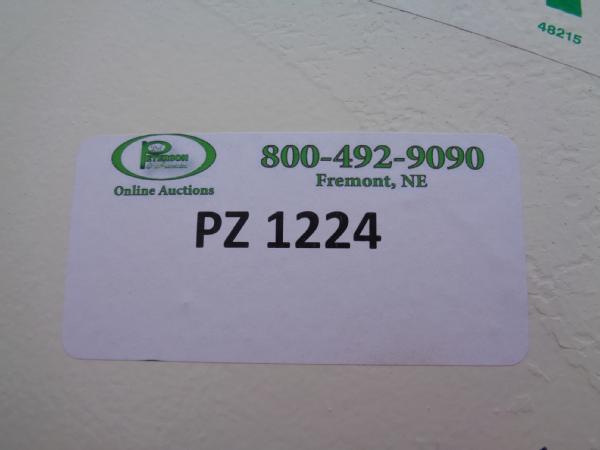 48215
PETERSON
800-492-9090
Online Auctions
Fremont, NE
PZ 1224